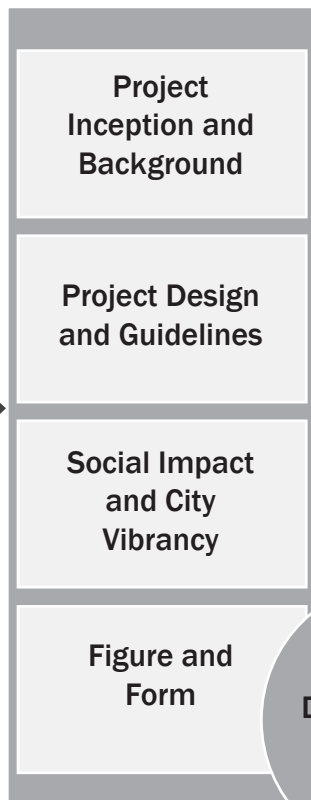 Project
Inception and
Background
Project Design
and Guidelines
Social Impact
and City
Vibrancy
Figure and
Form